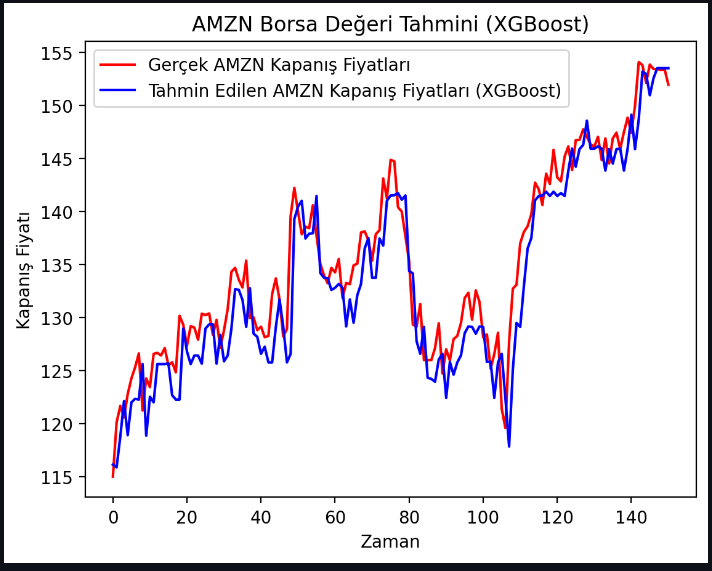 AMZN Borsa Değeri Tahmini (XGBoost)
Gerçek AMZN Kapanış Fiyatları
Tahmin Edilen AMZN Kapanış Fiyatları (XGBoost)
Kapanış Fiyatı
155
150
145
140
135
130
125
120
115
0 20 40 60 80 100 120 140
Zaman